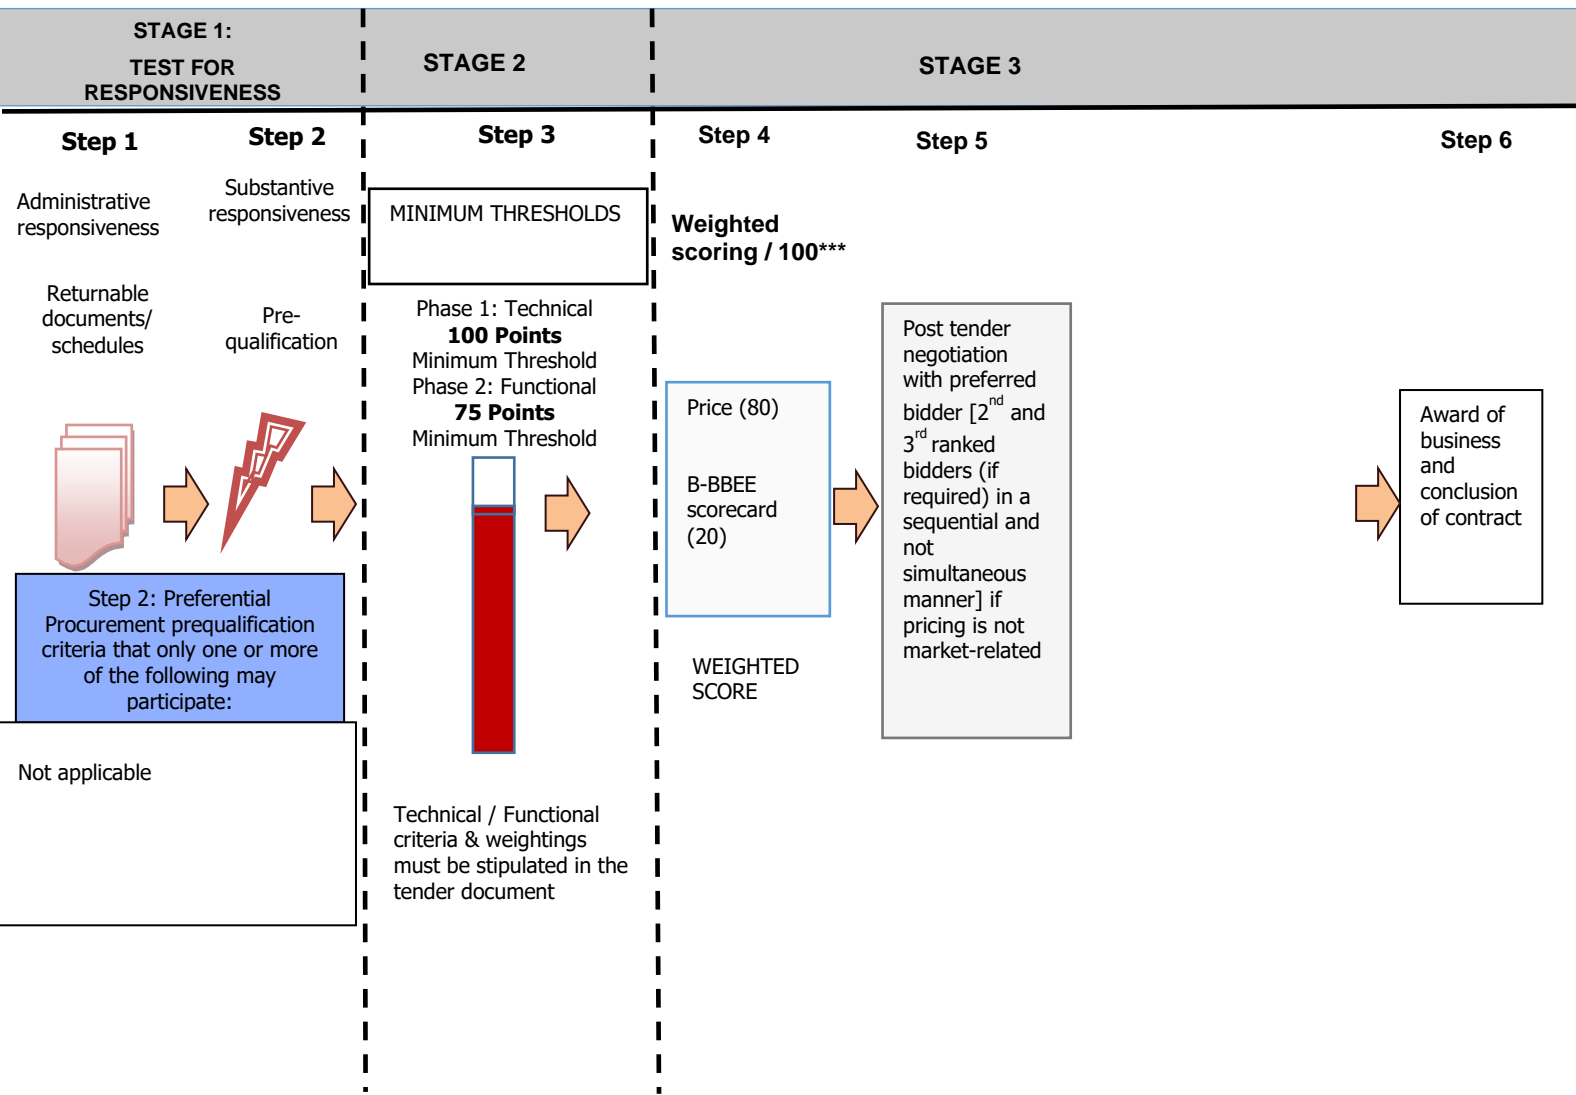 STAGE 1:
TEST FOR
RESPONSIVENESS
STAGE 2
STAGE 3
Step 1
Step 2
Step 3
Step 4
Step 5
Step 6
Administrative
responsiveness
Substantive
responsiveness
MINIMUM THRESHOLDS
Weighted
scoring / 100***
Returnable
documents/
schedules
Pre-
qualification
Phase 1: Technical
100 Points
Minimum Threshold
Phase 2: Functional
75 Points
Minimum Threshold
Price (80)
B-BBEE
scorecard
(20)
WEIGHTED
SCORE
Post tender
negotiation
with preferred
bidder [2nd and
3rd ranked
bidders (if
required) in a
sequential and
not
simultaneous
manner] if
pricing is not
market-related
Award of
business
and
conclusion
of contract
Step 2: Preferential
Procurement prequalification
criteria that only one or more
of the following may
participate:
Not applicable
Technical / Functional
criteria & weightings
must be stipulated in the
tender document